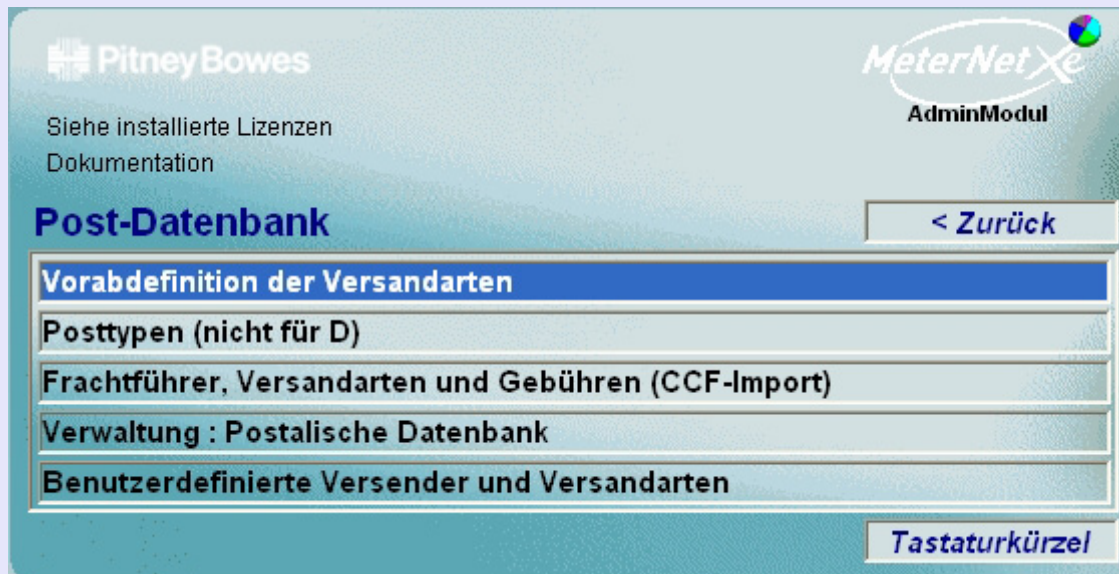 Pitney Bowes
MeterNet Xe
AdminModul
Siehe installierte Lizenzen
Dokumentation
Post-Datenbank
< Zurück
Vorabdefinition der Versandarten
Posttypen (nicht für D)
Frachtführer, Versandarten und Gebühren (CCF-Import)
Verwaltung : Postalische Datenbank
Benutzerdefinierte Versender und Versandarten
Tastaturkürzel